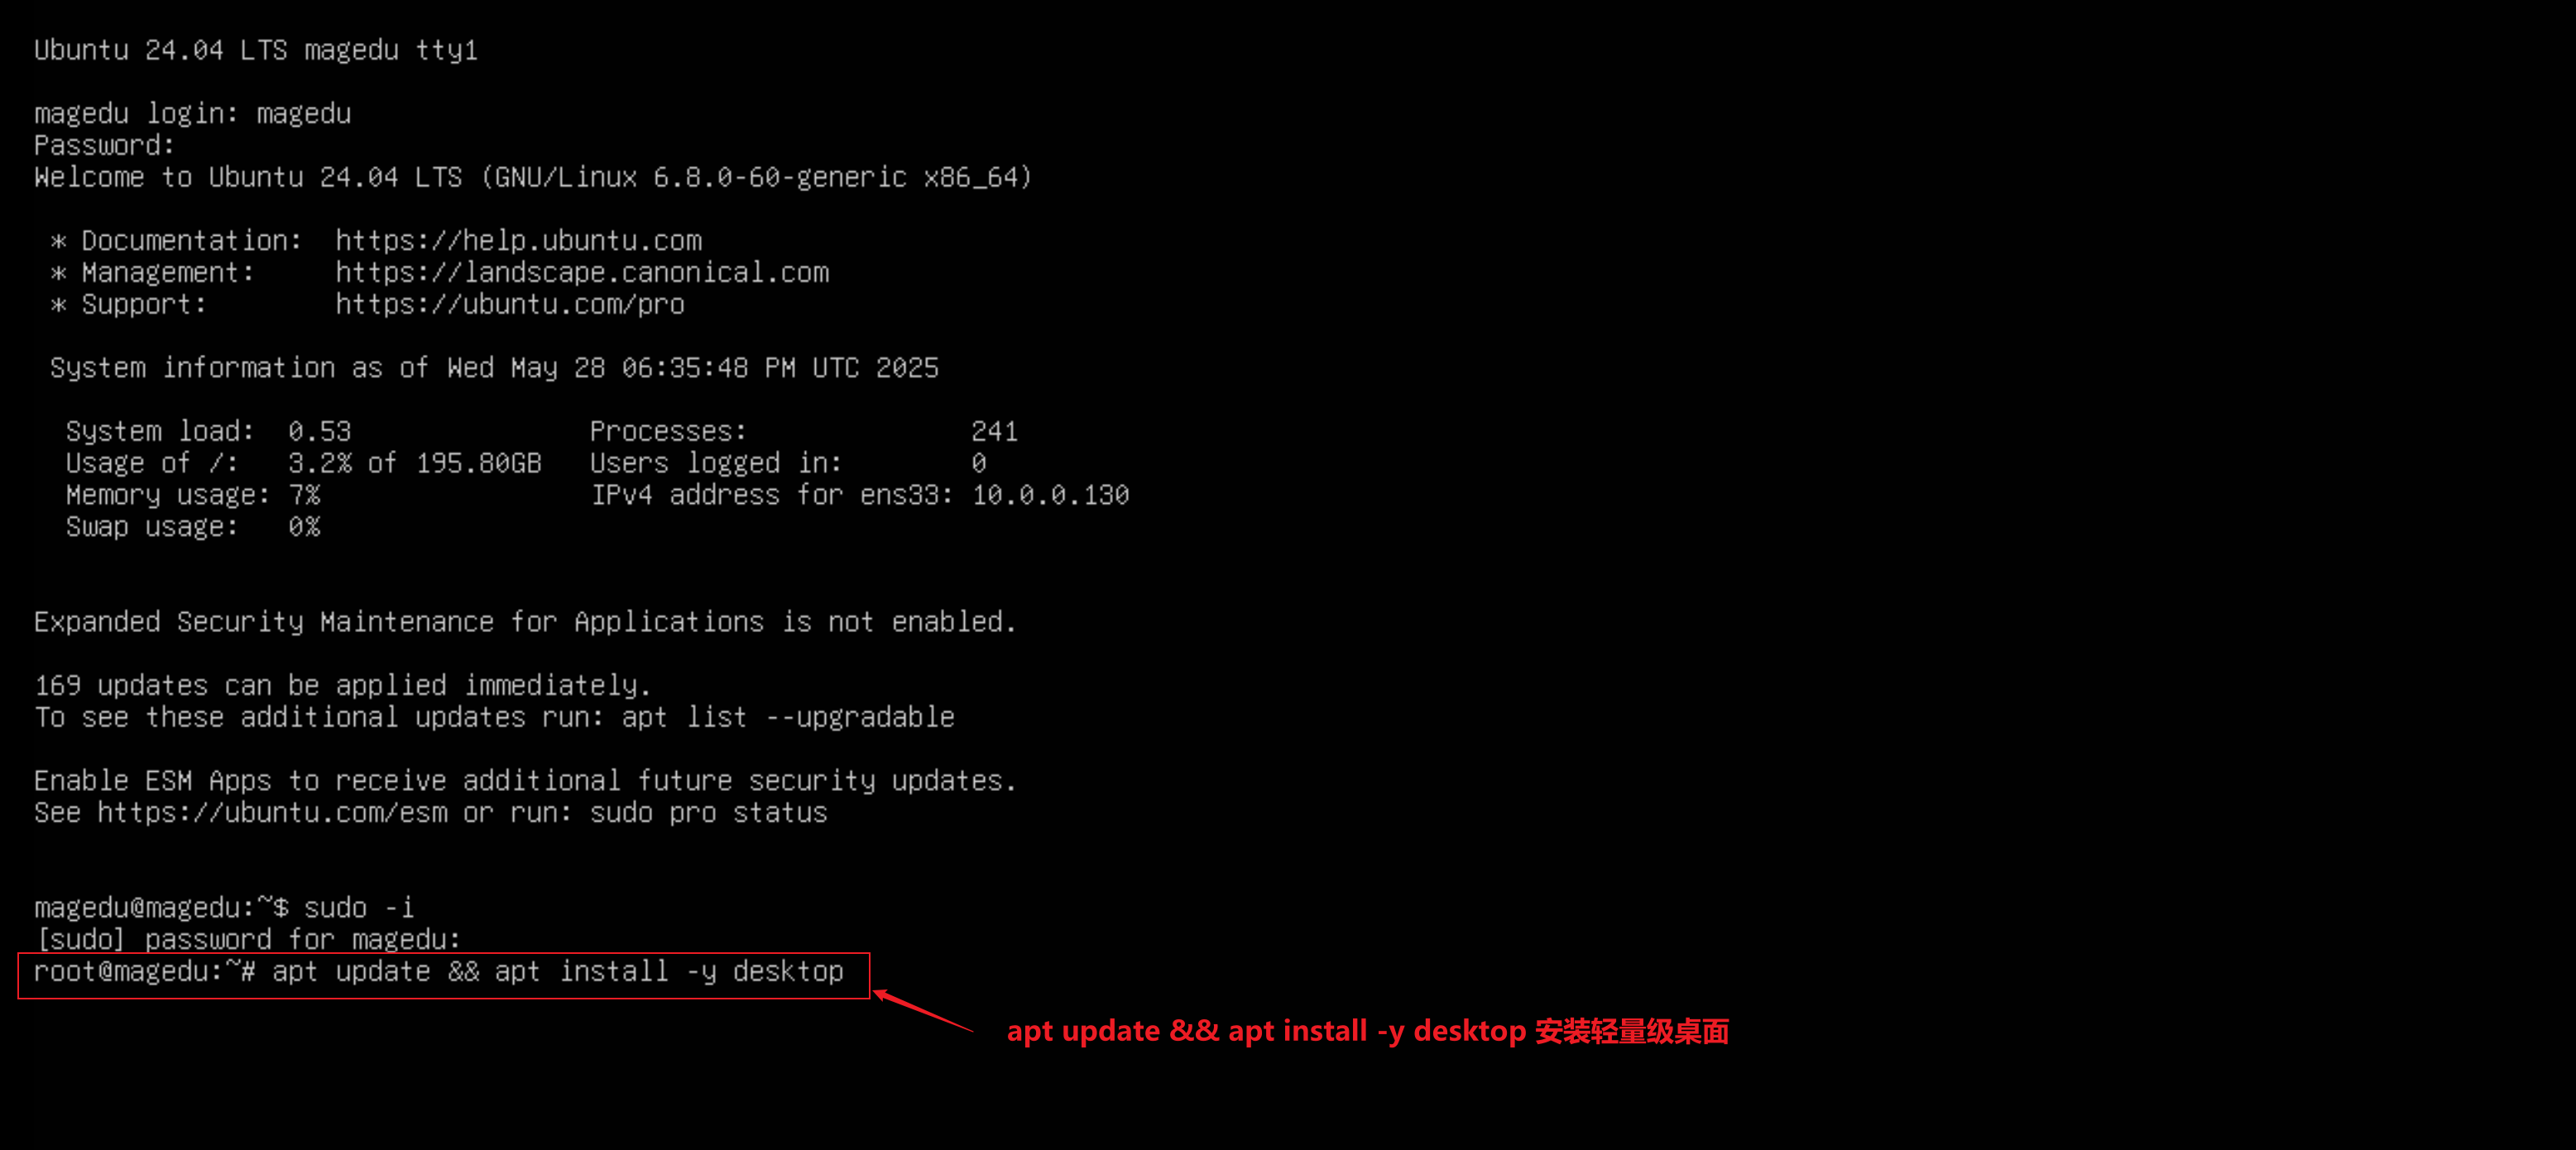 Ubuntu 24.04 LTS magedu tty1
magedu login: magedu
Password:
Welcome to Ubuntu 24.04 LTS (GNU/Linux 6.8.0-60-generic x86_64)
* Documentation:  https://help.ubuntu.com
* Management:     https://landscape.canonical.com
* Support:        https://ubuntu.com/pro
System information as of Wed May 28 06:35:48 PM UTC 2025
System load:  0.53               Processes:              241
Usage of /:   3.2% of 195.80GB   Users logged in:        0
Memory usage: 7%                 IPv4 address for ens33: 10.0.0.130
Swap usage:   0%
Expanded Security Maintenance for Applications is not enabled.
169 updates can be applied immediately.
To see these additional updates run: apt list --upgradable
Enable ESM Apps to receive additional future security updates.
See https://ubuntu.com/esm or run: sudo pro status
magedu@magedu:~$ sudo -i
[sudo] password for magedu:
root@magedu:~# apt update && apt install -y desktop
apt update && apt install -y desktop 安装轻量级桌面